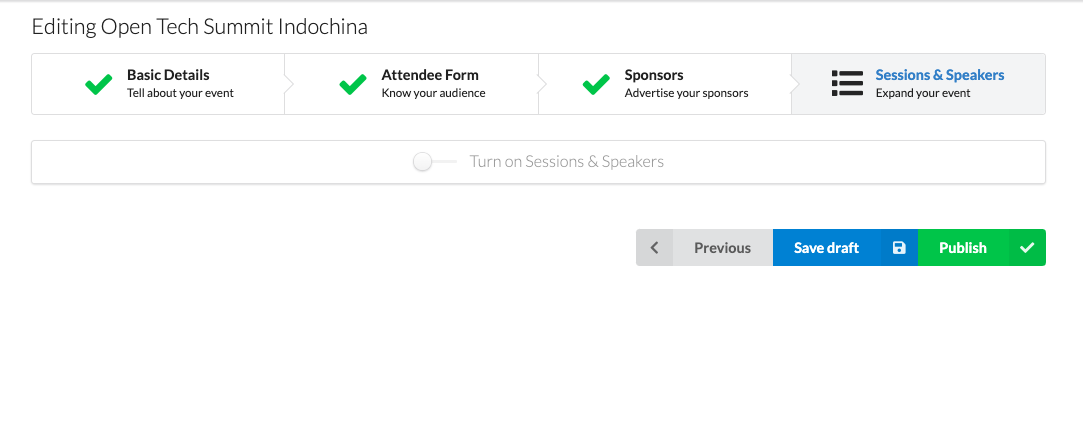 Editing Open Tech Summit Indochina
Basic Details
Tell about your event
Attendee Form
Know your audience
Sponsors
Advertise your sponsors
Sessions & Speakers
Expand your event
Turn on Sessions & Speakers
Previous
Save draft
Publish